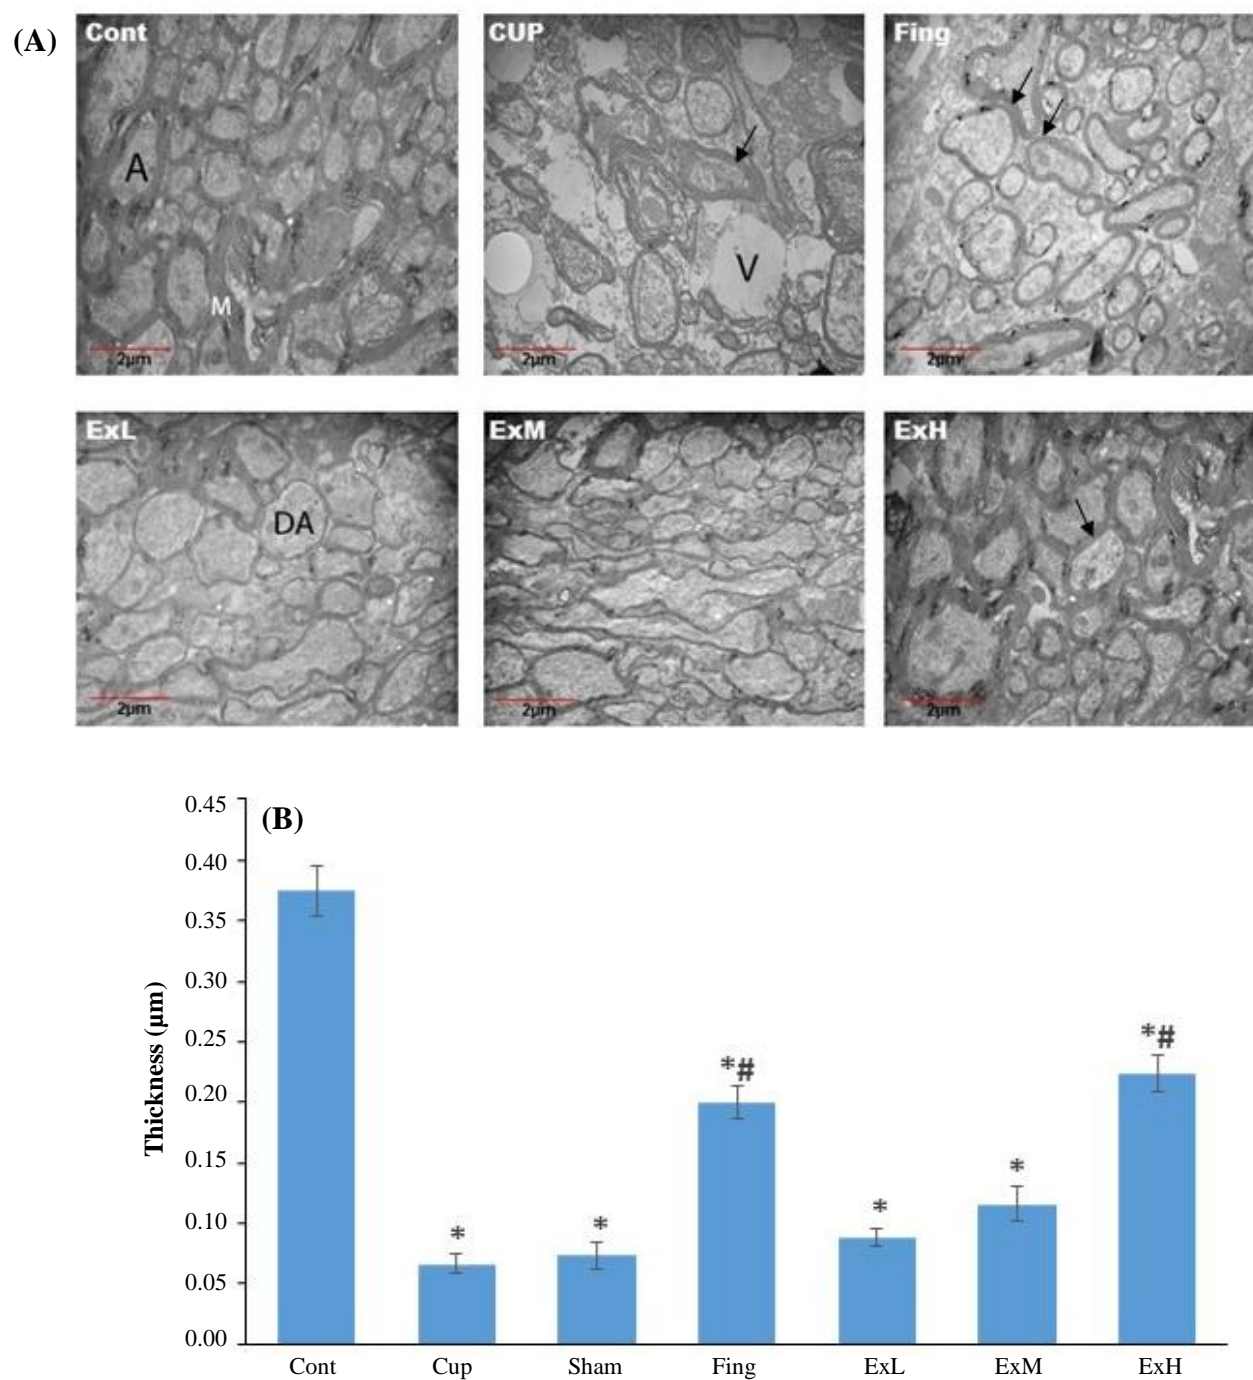 (A)
Cont
CUP
Fing
A
M
V
2µm
2µm
2µm
ExL
ExM
ExH
DA
2µm
2µm
2µm
(B)
Thickness (µm)
0.45
0.40
0.35
0.30
0.25
0.20
0.15
0.10
0.05
0.00
*
*
*#
*
*
*#
Cont Cup Sham Fing ExL ExM ExH